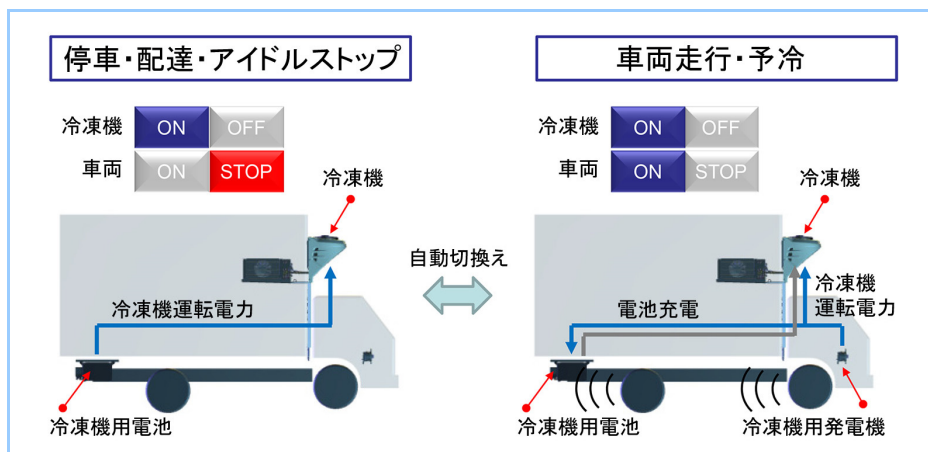 停車・配達・アイドルストップ
冷凍機 ON OFF
車両 ON STOP
冷凍機
冷凍機運転電力
冷凍機用電池
自動切換え
車両走行・予冷
冷凍機 ON OFF
車両 ON STOP
冷凍機
電池充電
冷凍機
運転電力
冷凍機用電池
冷凍機用発電機